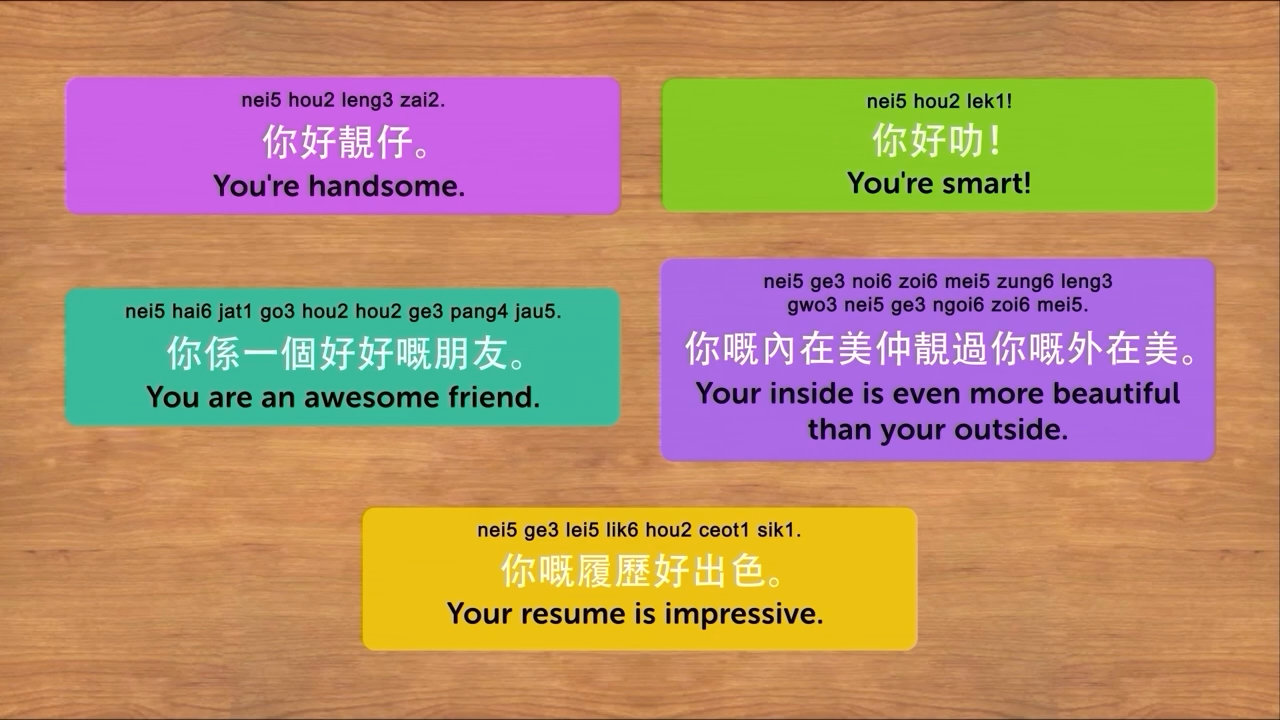 nei5 hou2 leng3 zai2.
你好靚仔。
You're handsome.
nei5 hou2 lek1!
你好叻！
You're smart!
nei5 hai6 jat1 go3 hou2 hou2 ge3 pang4 jau5.
你係一個好好嘅朋友。
You are an awesome friend.
nei5 ge3 noi6 zoi6 mei5 zung6 leng3
gwo3 nei5 ge3 ngoi6 zoi6 mei5.
你嘅內在美仲靚過你嘅外在美。
Your inside is even more beautiful
than your outside.
nei5 ge3 lei5 lik6 hou2 ceot1 sik1.
你嘅履歷好出色。
Your resume is impressive.